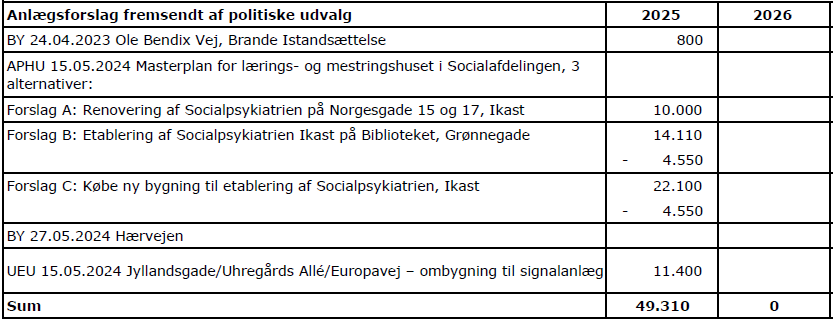 Anlægsforslag fremsendt af politiske udvalg 2025 2026
BY 24.04.2023 Ole Bendix Vej, Brande Istandsættelse 800
APHU 15.05.2024 Masterplan for lærings- og mestringshuset i Socialafdelingen, 3
alternativer:
Forslag A: Renovering af Socialpsykiatrien på Norgesgade 15 og 17, Ikast 10.000
Forslag B: Etablering af Socialpsykiatrien Ikast på Biblioteket, Grønnegade 14.110
- 4.550
Forslag C: Købe ny bygning til etablering af Socialpsykiatrien, Ikast 22.100
- 4.550
BY 27.05.2024 Hærvejen
UEU 15.05.2024 Jyllandsgade/Uhregårds Allé/Europavej – ombygning til signalanlæg 11.400
Sum 49.310 0